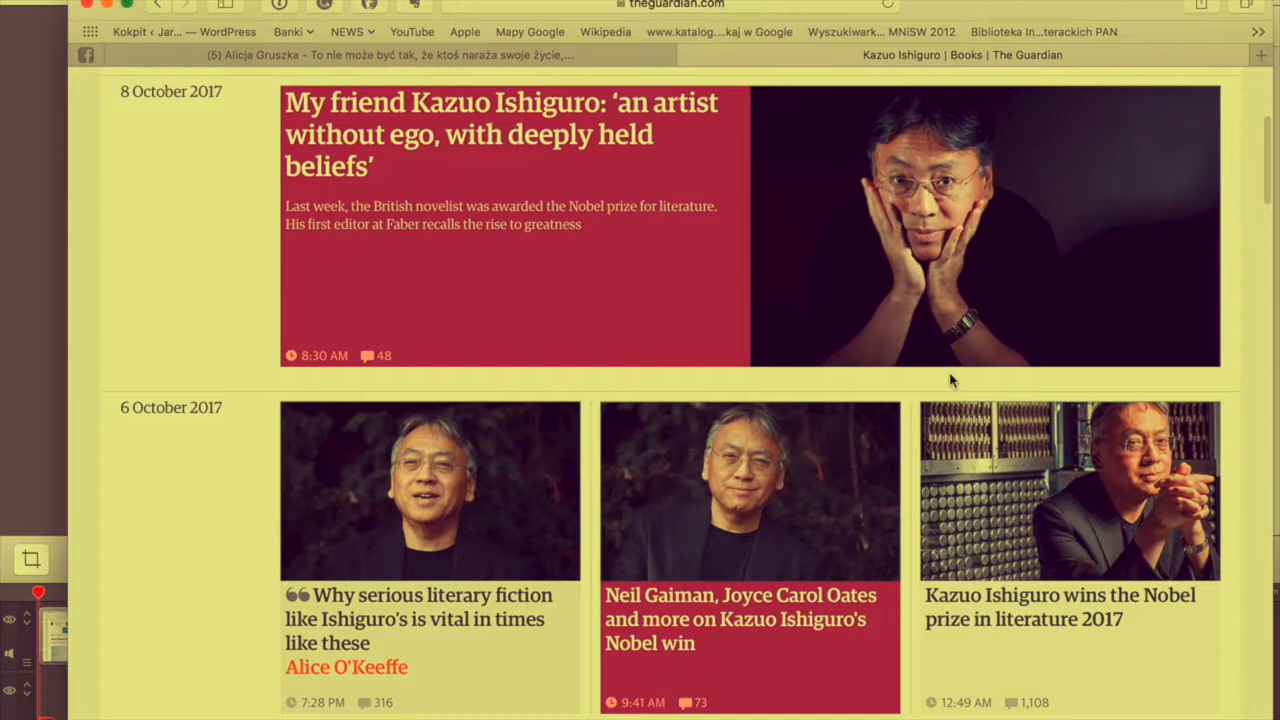 theguardian.com
Kokpit ‹ Jar... — WordPress Banki NEWS YouTube Apple Mapy Google Wikipedia www.katalog....kaj w Google Wyszukiwark... MNiSW 2012 Biblioteka In...terackich PAN
(5) Alicja Gruszka - To nie może być tak, że ktoś naraża swoje życie,... Kazuo Ishiguro | Books | The Guardian
8 October 2017
My friend Kazuo Ishiguro: ‘an artist
without ego, with deeply held
beliefs’
Last week, the British novelist was awarded the Nobel prize for literature.
His first editor at Faber recalls the rise to greatness
8:30 AM 48
6 October 2017
Why serious literary fiction
like Ishiguro's is vital in times
like these
Alice O'Keeffe
7:28 PM 316
Neil Gaiman, Joyce Carol Oates
and more on Kazuo Ishiguro's
Nobel win
9:41 AM 73
Kazuo Ishiguro wins the Nobel
prize in literature 2017
12:49 AM 1,108